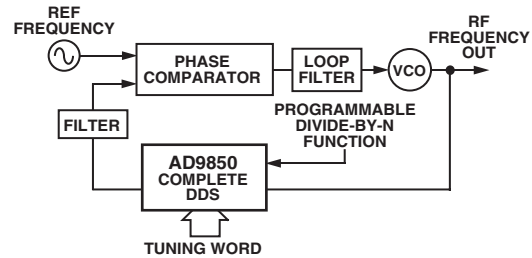 REF
FREQUENCY
PHASE
COMPARATOR
LOOP
FILTER
VCO
RF
FREQUENCY
OUT
FILTER
PROGRAMMABLE
DIVIDE-BY-N
FUNCTION
AD9850
COMPLETE
DDS
TUNING WORD